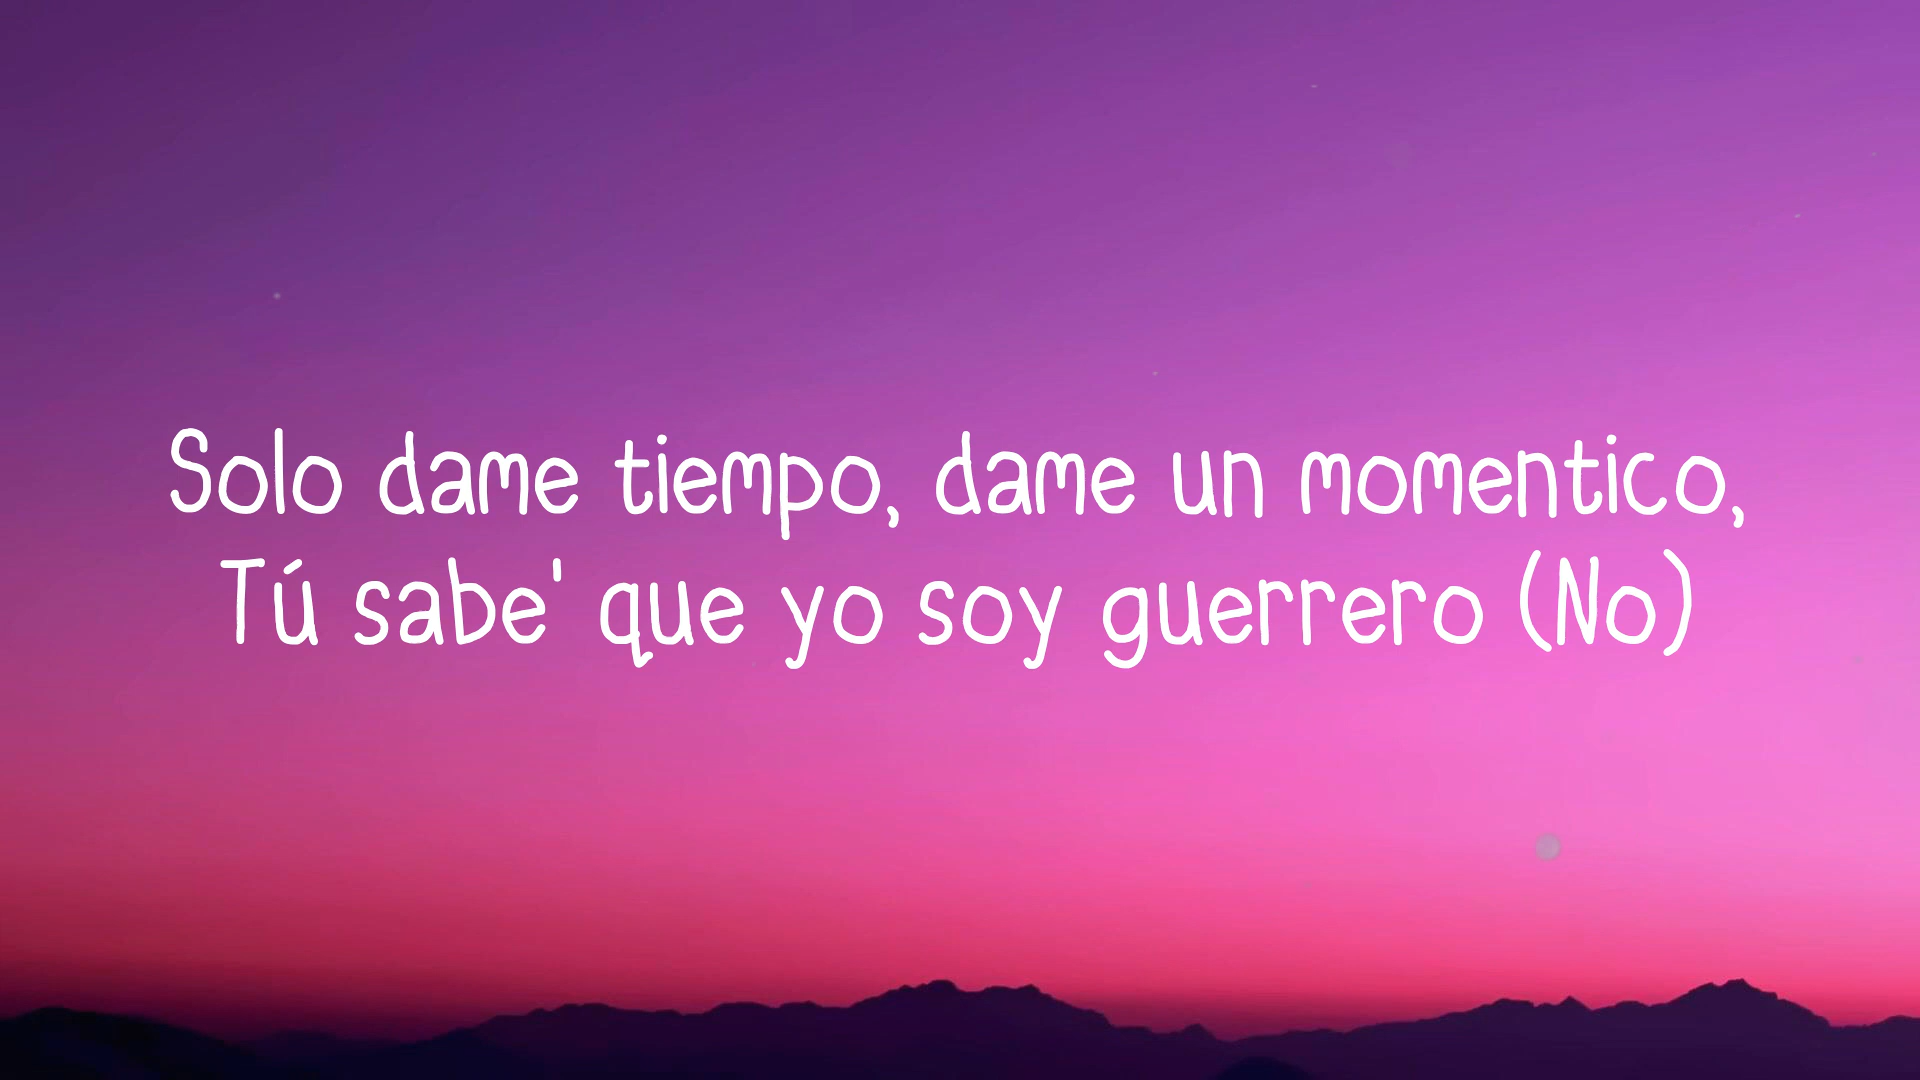 Solo dame tiempo, dame un momentico,
Tú sabe' que yo soy guerrero (No)